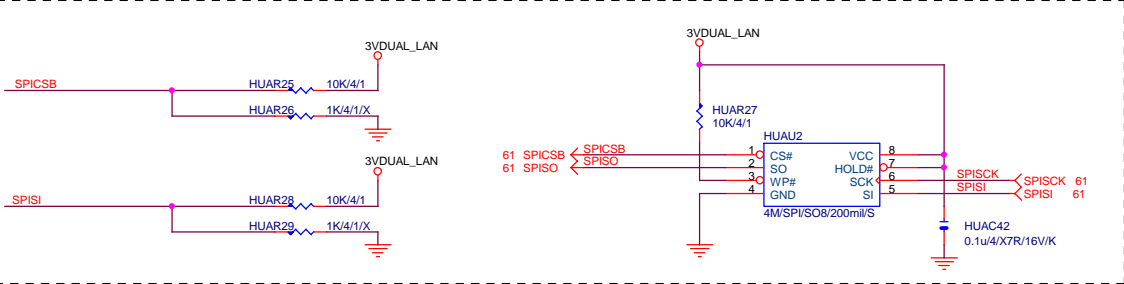 3VDUAL_LAN
SPICSB
HUAR25 10K/4/1
HUAR26 1K/4/1/X
3VDUAL_LAN
SPISI
HUAR28 10K/4/1
HUAR29 1K/4/1/X
3VDUAL_LAN
HUAR27
10K/4/1
HUAU2
61 SPICSB SPICSB 1 CS# VCC 8
61 SPISO SPISO 2 SO HOLD# 7
3 WP# SCK 6 SPISCK SPISCK 61
4 GND SI 5 SPISI SPISI 61
4M/SPI/SO8/200mil/S
HUAC42
0.1u/4/X7R/16V/K